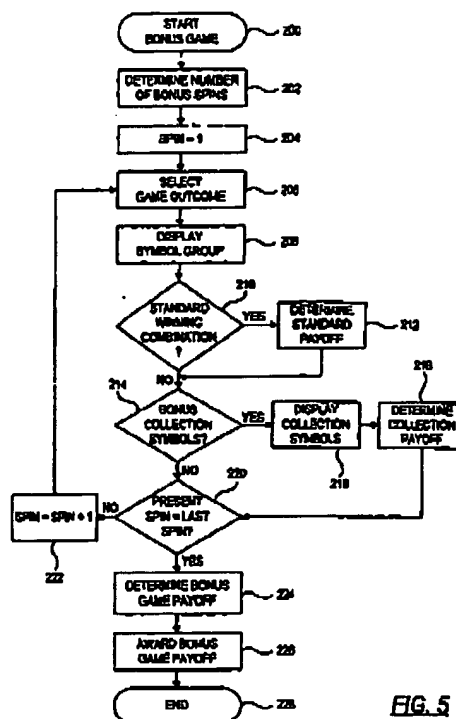 START
BONUS GAME
200
DETERMINE NUMBER
OF BONUS SPINS
202
SPIN = 1
204
SELECT
GAME OUTCOME
206
DISPLAY
SYMBOL GROUP
208
210
STANDARD
WINNING
COMBINATION
?
YES
DETERMINE
STANDARD
PAYOFF
212
NO
214
BONUS
COLLECTION
SYMBOLS?
YES
DISPLAY
COLLECTION
SYMBOLS
DETERMINE
COLLECTION
PAYOFF
NO
220
PRESENT
SPIN = LAST
SPIN?
NO
SPIN = SPIN + 1
222
YES
DETERMINE BONUS
GAME PAYOFF
224
AWARD BONUS
GAME PAYOFF
226
END
228
FIG. 5